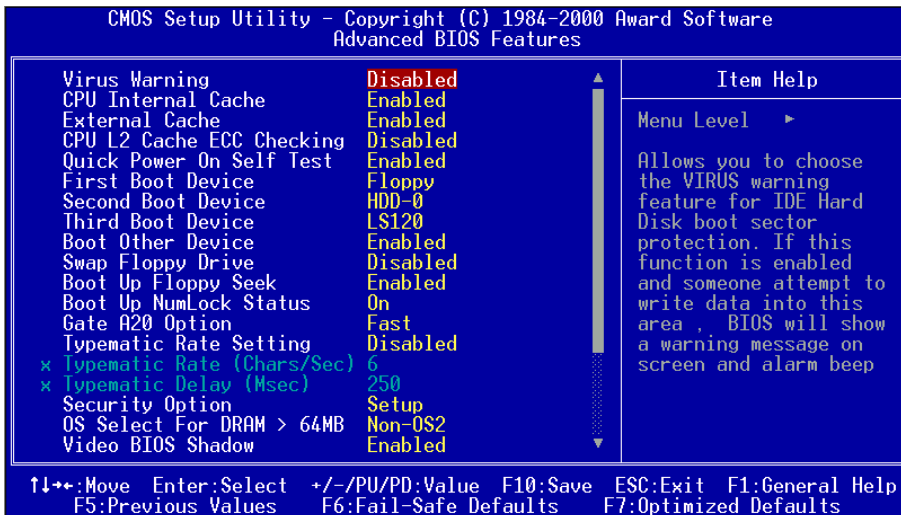 CMOS Setup Utility - Copyright (C) 1984-2000 Award Software
Advanced BIOS Features
Virus Warning Disabled
CPU Internal Cache Enabled
External Cache Enabled
CPU L2 Cache ECC Checking Disabled
Quick Power On Self Test Enabled
First Boot Device Floppy
Second Boot Device HDD-0
Third Boot Device LS120
Boot Other Device Enabled
Swap Floppy Drive Disabled
Boot Up Floppy Seek Enabled
Boot Up NumLock Status On
Gate A20 Option Fast
Typematic Rate Setting Disabled
x Typematic Rate (Chars/Sec) 6
x Typematic Delay (Msec) 250
Security Option Setup
OS Select For DRAM > 64MB Non-OS2
Video BIOS Shadow Enabled
Item Help
Menu Level ►
Allows you to choose
the VIRUS warning
feature for IDE Hard
Disk boot sector
protection. If this
function is enabled
and someone attempt to
write data into this
area , BIOS will show
a warning message on
screen and alarm beep
↑↓→←:Move Enter:Select +/-/PU/PD:Value F10:Save ESC:Exit F1:General Help
F5:Previous Values F6:Fail-Safe Defaults F7:Optimized Defaults